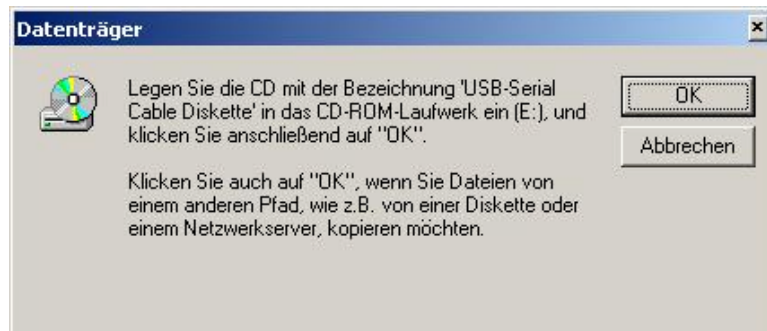 Datenträger
Legen Sie die CD mit der Bezeichnung 'USB-Serial
Cable Diskette' in das CD-ROM-Laufwerk ein (E:), und
klicken Sie anschließend auf "OK".
Klicken Sie auch auf "OK", wenn Sie Dateien von
einem anderen Pfad, wie z.B. von einer Diskette oder
einem Netzwerkserver, kopieren möchten.
OK
Abbrechen